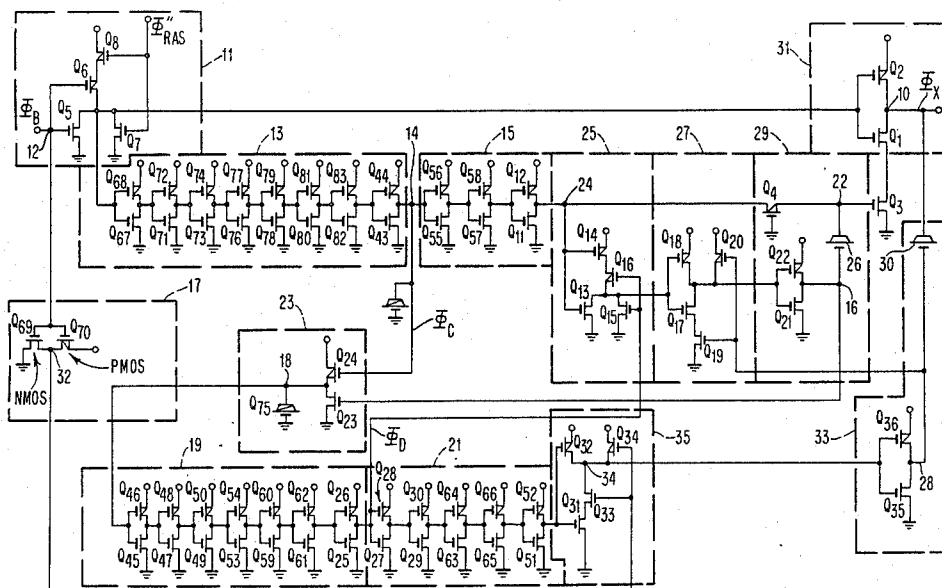 Q8
Φ"RAS
11
31
Q6
Q2
ΦB
Q5
10
ΦX
Q7
12
Q1
13
14
15
25
27
29
Q68 Q72 Q74 Q77 Q79 Q81 Q83 Q44
Q56 Q58 Q12
24
Q4
22
Q3
Q67 Q71 Q73 Q76 Q78 Q80 Q82 Q43
Q55 Q57 Q11
Q14
Q16
Q18
Q20
Q22
26
30
Q13
Q15
Q17
Q21
16
17
Q19
23
ΦC
Q69
Q70
Q24
PMOS
32
18
NMOS
Q75
Q23
ΦD
33
35
19
21
Q28
Q32
Q34
Q36
34
Q46 Q48 Q50 Q54 Q60 Q62 Q26
Q30 Q64 Q66 Q52
Q31
Q33
Q35
28
Q45 Q47 Q49 Q53 Q59 Q61 Q25 Q27 Q29 Q63 Q65 Q51